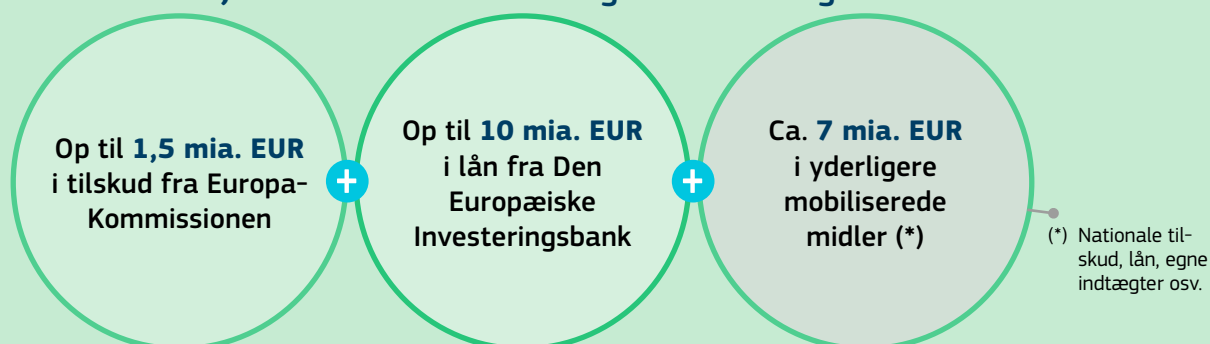 Op til 1,5 mia. EUR
i tilskud fra Europa-
Kommissionen
+
Op til 10 mia. EUR
i lån fra Den
Europæiske
Investeringsbank
+
Ca. 7 mia. EUR
i yderligere
mobiliserede
midler (*)
(*) Nationale til-
skud, lån, egne
indtægter osv.